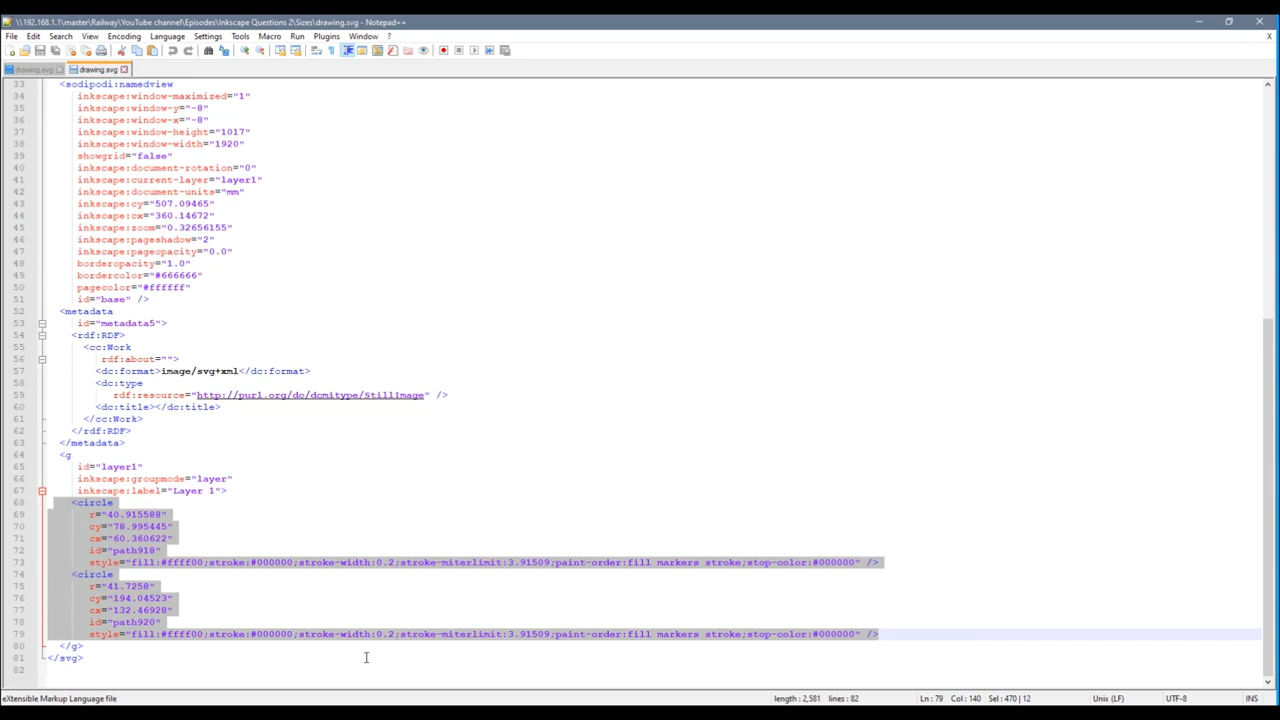 \\192.168.1.1\master\Railway\YouTube channel\Episodes\Inkscape Questions 2\Sizes\drawing.svg - Notepad++
File Edit Search View Encoding Language Settings Tools Macro Run Plugins Window ? X
drawing.svg drawing.svg
33 <sodipodi:namedview
34 inkscape:window-maximized="1"
35 inkscape:window-y="-8"
36 inkscape:window-x="-8"
37 inkscape:window-height="1017"
38 inkscape:window-width="1920"
39 showgrid="false"
40 inkscape:document-rotation="0"
41 inkscape:current-layer="layer1"
42 inkscape:document-units="mm"
43 inkscape:cy="507.09465"
44 inkscape:cx="360.14672"
45 inkscape:zoom="0.32656155"
46 inkscape:pageshadow="2"
47 inkscape:pageopacity="0.0"
48 borderopacity="1.0"
49 bordercolor="#666666"
50 pagecolor="#ffffff"
51 id="base" />
52 <metadata
53 id="metadata5">
54 <rdf:RDF>
55 <cc:Work
56 rdf:about="">
57 <dc:format>image/svg+xml</dc:format>
58 <dc:type
59 rdf:resource="http://purl.org/dc/dcmitype/StillImage" />
60 <dc:title></dc:title>
61 </cc:Work>
62 </rdf:RDF>
63 </metadata>
64 <g
65 id="layer1"
66 inkscape:groupmode="layer"
67 inkscape:label="Layer 1">
68 <circle
69 r="40.915588"
70 cy="78.995445"
71 cx="60.360622"
72 id="path918"
73 style="fill:#ffff00;stroke:#000000;stroke-width:0.2;stroke-miterlimit:3.91509;paint-order:fill markers stroke;stop-color:#000000" />
74 <circle
75 r="41.7258"
76 cy="194.04523"
77 cx="132.46928"
78 id="path920"
79 style="fill:#ffff00;stroke:#000000;stroke-width:0.2;stroke-miterlimit:3.91509;paint-order:fill markers stroke;stop-color:#000000" />
80 </g>
81 </svg>
82
eXtensible Markup Language file length : 2,581 lines : 82 Ln : 79 Col : 140 Sel : 470 | 12 Unix (LF) UTF-8 INS